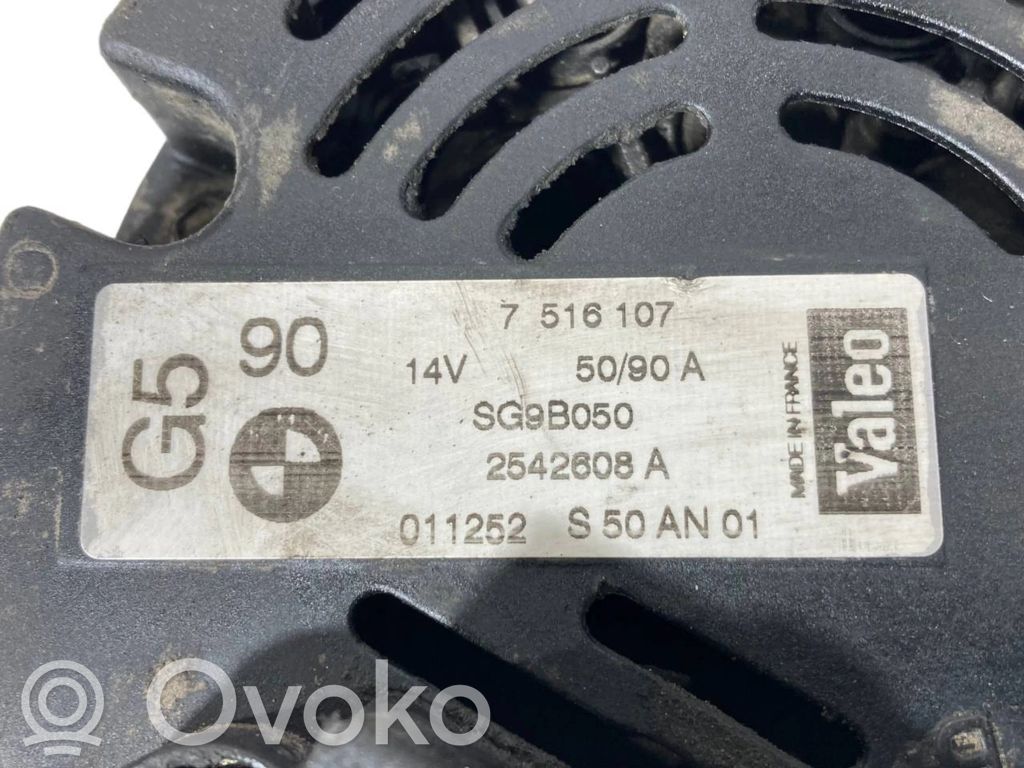 G5
90
7 516 107
14V 50/90 A
SG9B050
2542608 A
011252 S 50 AN 01
MADE IN FRANCE
Valeo
® Ovoko